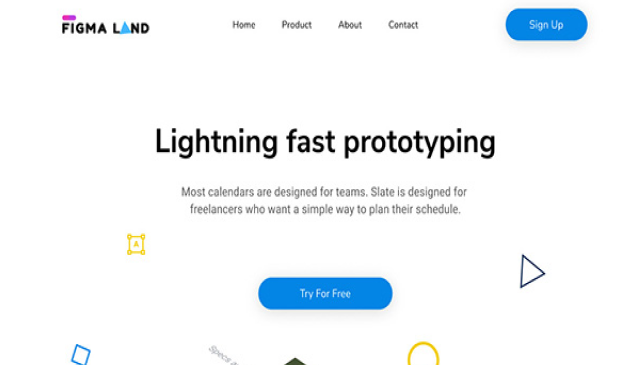 FIGMA LAND
Home
Product
About
Contact
Sign Up
Lightning fast prototyping
Most calendars are designed for teams. Slate is designed for
freelancers who want a simple way to plan their schedule.
A
Try For Free
Specs